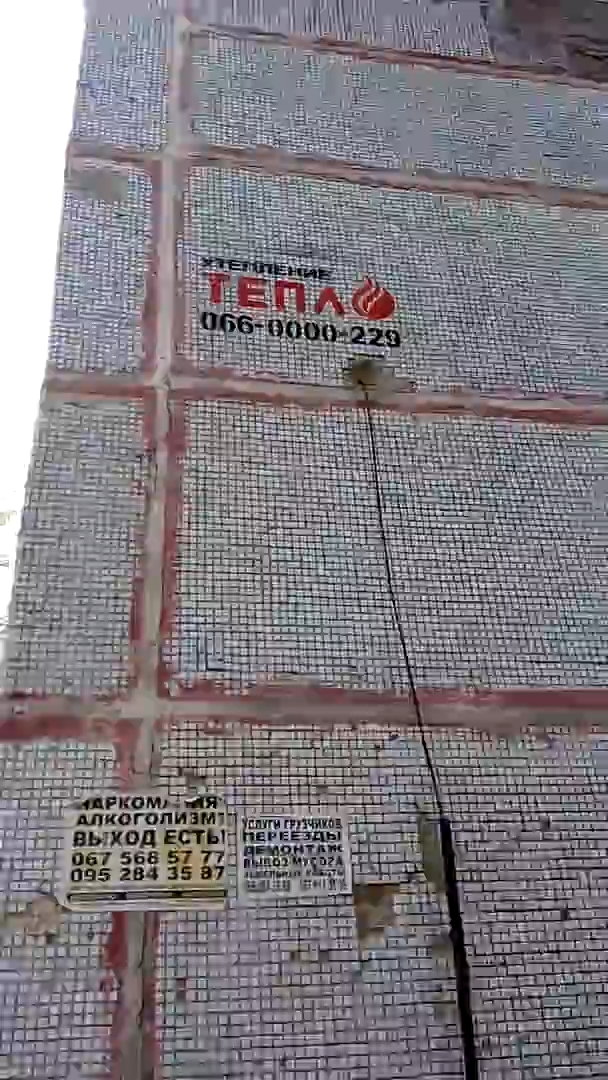 УТЕПЛЕНИЕ
ТЕПЛО
066-0000-229
НАРКОМАНИЯ
АЛКОГОЛИЗМ
ВЫХОД ЕСТЬ!
067 568 57 77
095 284 35 87
УСЛУГИ ГРУЗЧИКОВ
ПЕРЕЕЗДЫ
ДЕМОНТАЖ
ВЫВОЗ МУСОРА